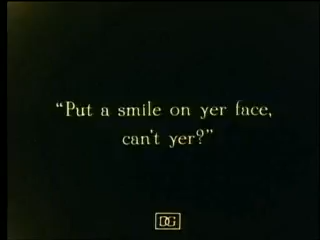 “Put a smile on yer face,
can't yer?”
DG